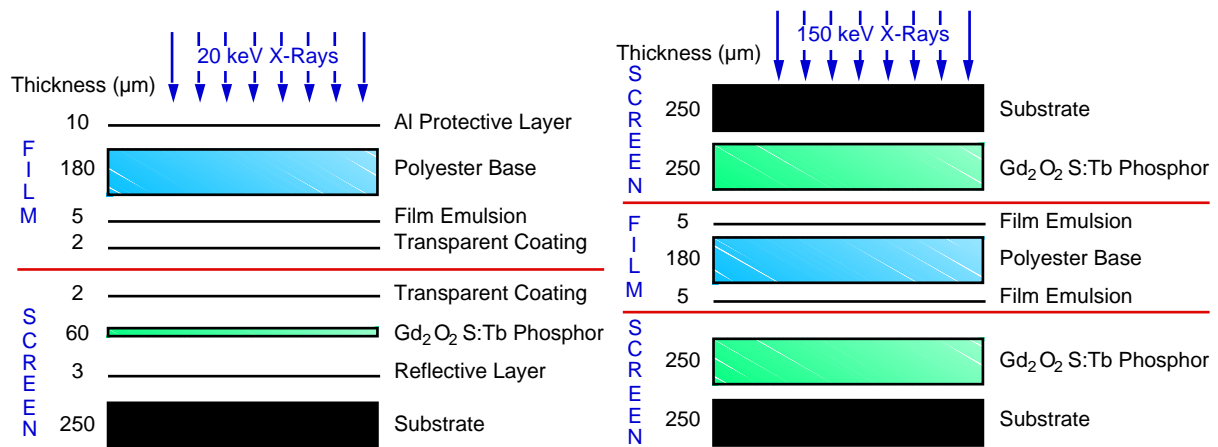 20 keV X-Rays
Thickness (µm)
FILM
10 Al Protective Layer
180 Polyester Base
5 Film Emulsion
2 Transparent Coating
SCREEN
2 Transparent Coating
60 Gd2O2 S:Tb Phosphor
3 Reflective Layer
250 Substrate
150 keV X-Rays
Thickness (µm)
SCREEN
250 Substrate
250 Gd2O2 S:Tb Phosphor
FILM
5 Film Emulsion
180 Polyester Base
5 Film Emulsion
SCREEN
250 Gd2O2 S:Tb Phosphor
250 Substrate